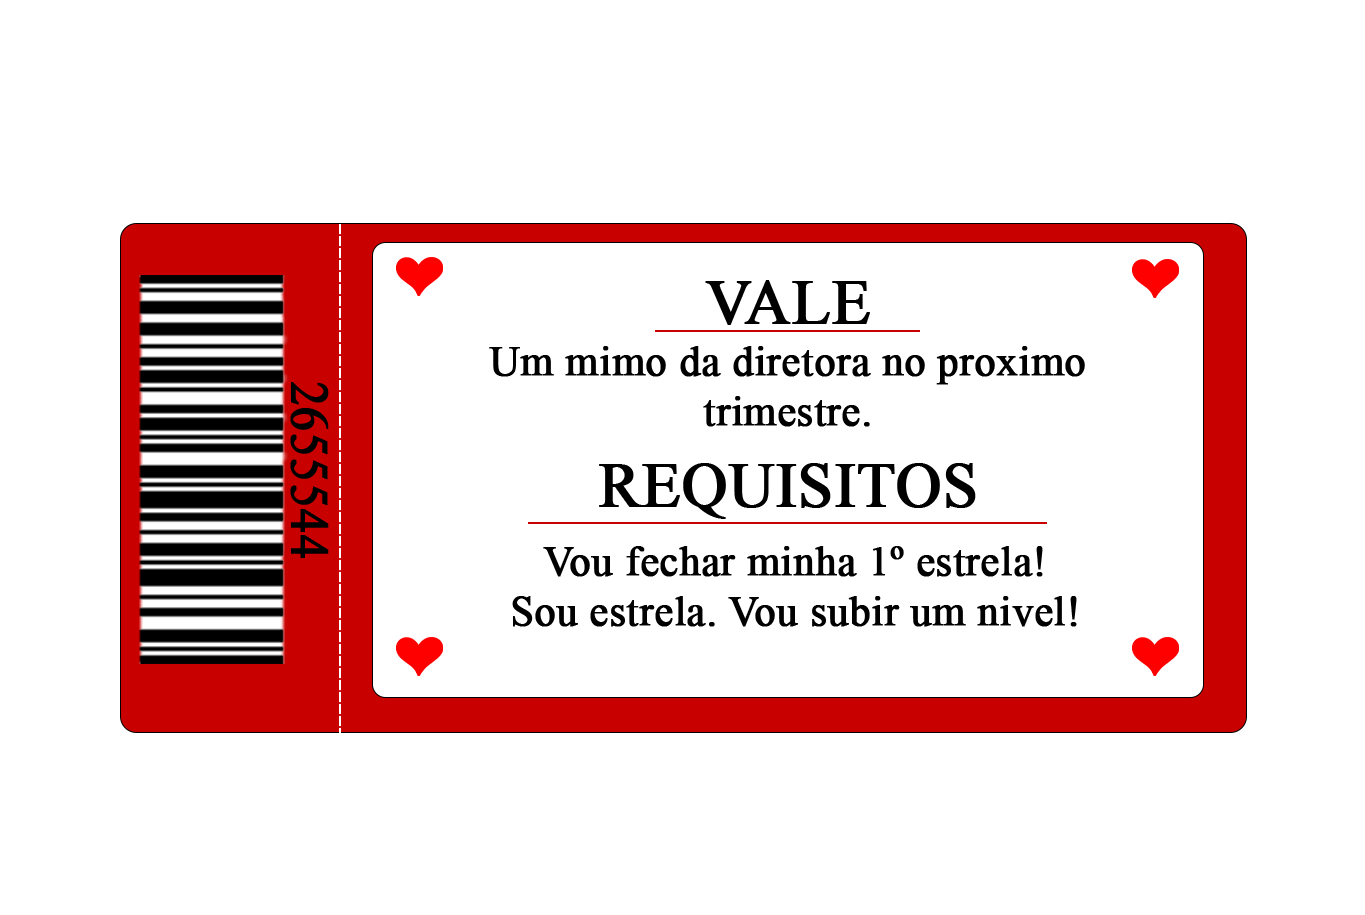 2655544
VALE
Um mimo da diretora no proximo
trimestre.
REQUISITOS
Vou fechar minha 1º estrela!
Sou estrela. Vou subir um nivel!